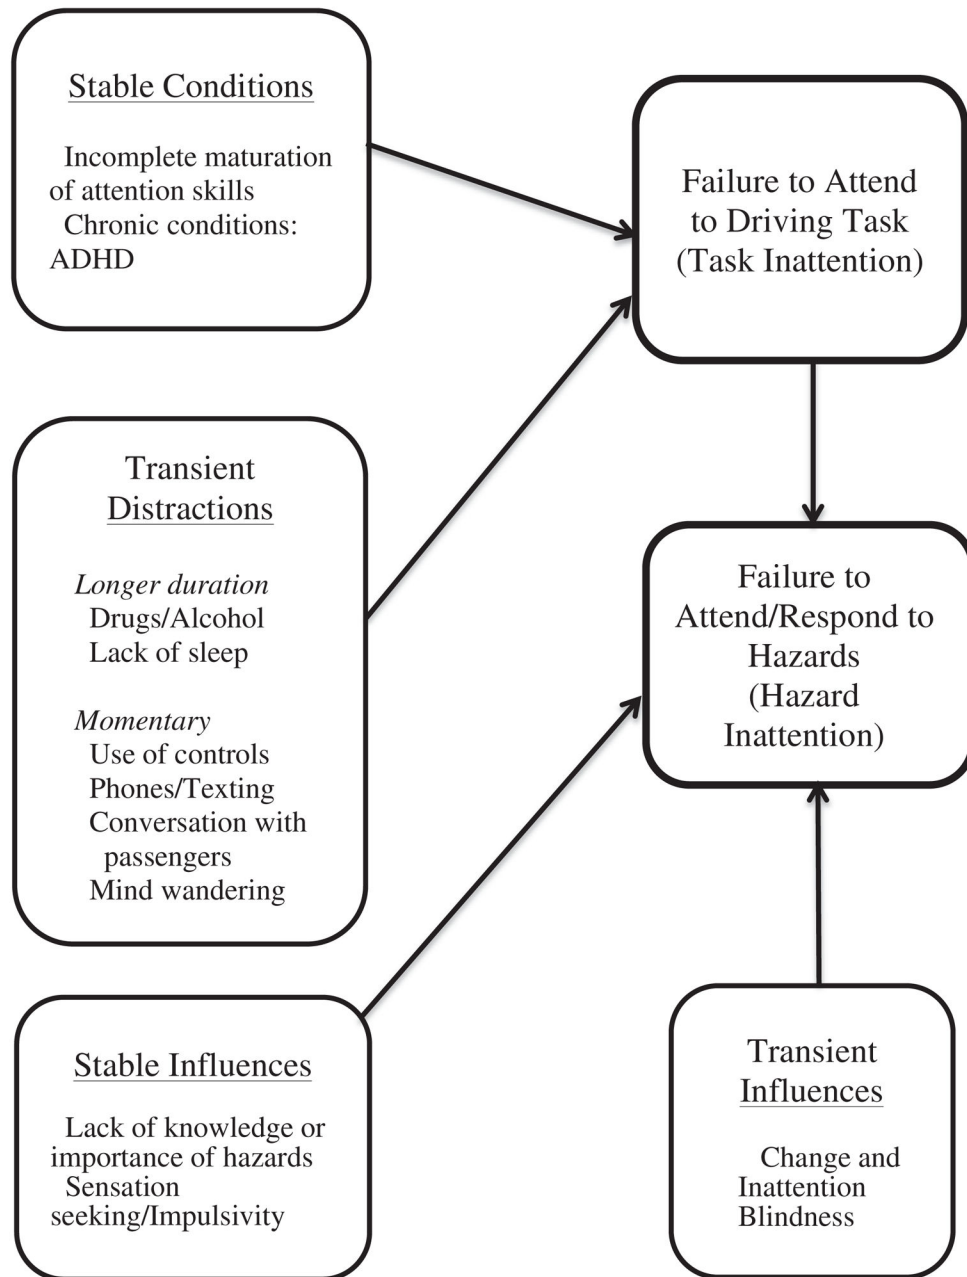 Stable Conditions
Incomplete maturation
of attention skills
Chronic conditions:
ADHD
Failure to Attend
to Driving Task
(Task Inattention)
Transient
Distractions
Longer duration
Drugs/Alcohol
Lack of sleep
Momentary
Use of controls
Phones/Texting
Conversation with
passengers
Mind wandering
Failure to
Attend/Respond to
Hazards
(Hazard
Inattention)
Stable Influences
Lack of knowledge or
importance of hazards
Sensation
seeking/Impulsivity
Transient
Influences
Change and
Inattention
Blindness